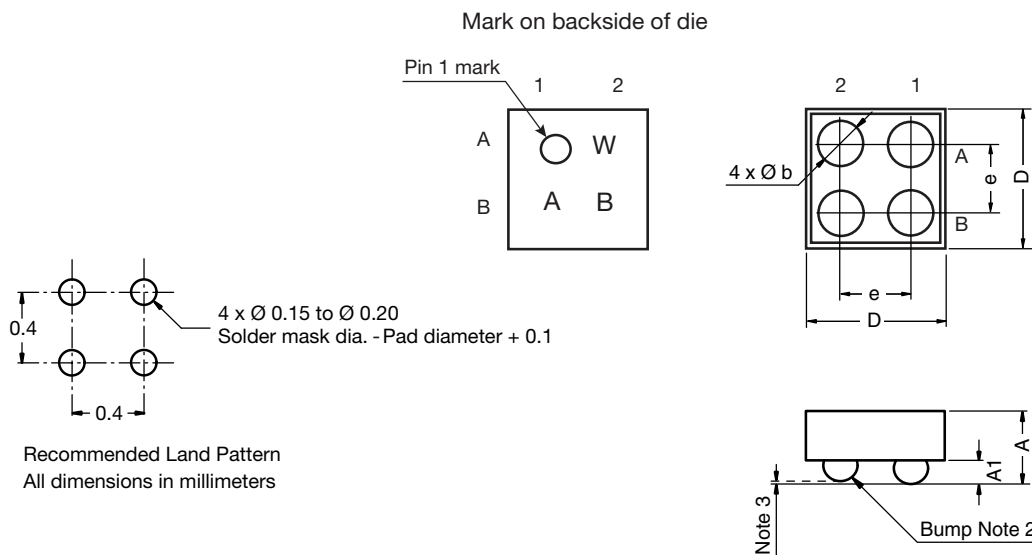 Mark on backside of die
Pin 1 mark
1 2
A W
B A B
2 1
4 x Ø b
A
B
e
D
e
D
0.4
4 x Ø 0.15 to Ø 0.20
Solder mask dia. - Pad diameter + 0.1
0.4
Recommended Land Pattern
All dimensions in millimeters
A
A1
Note 3
Bump Note 2